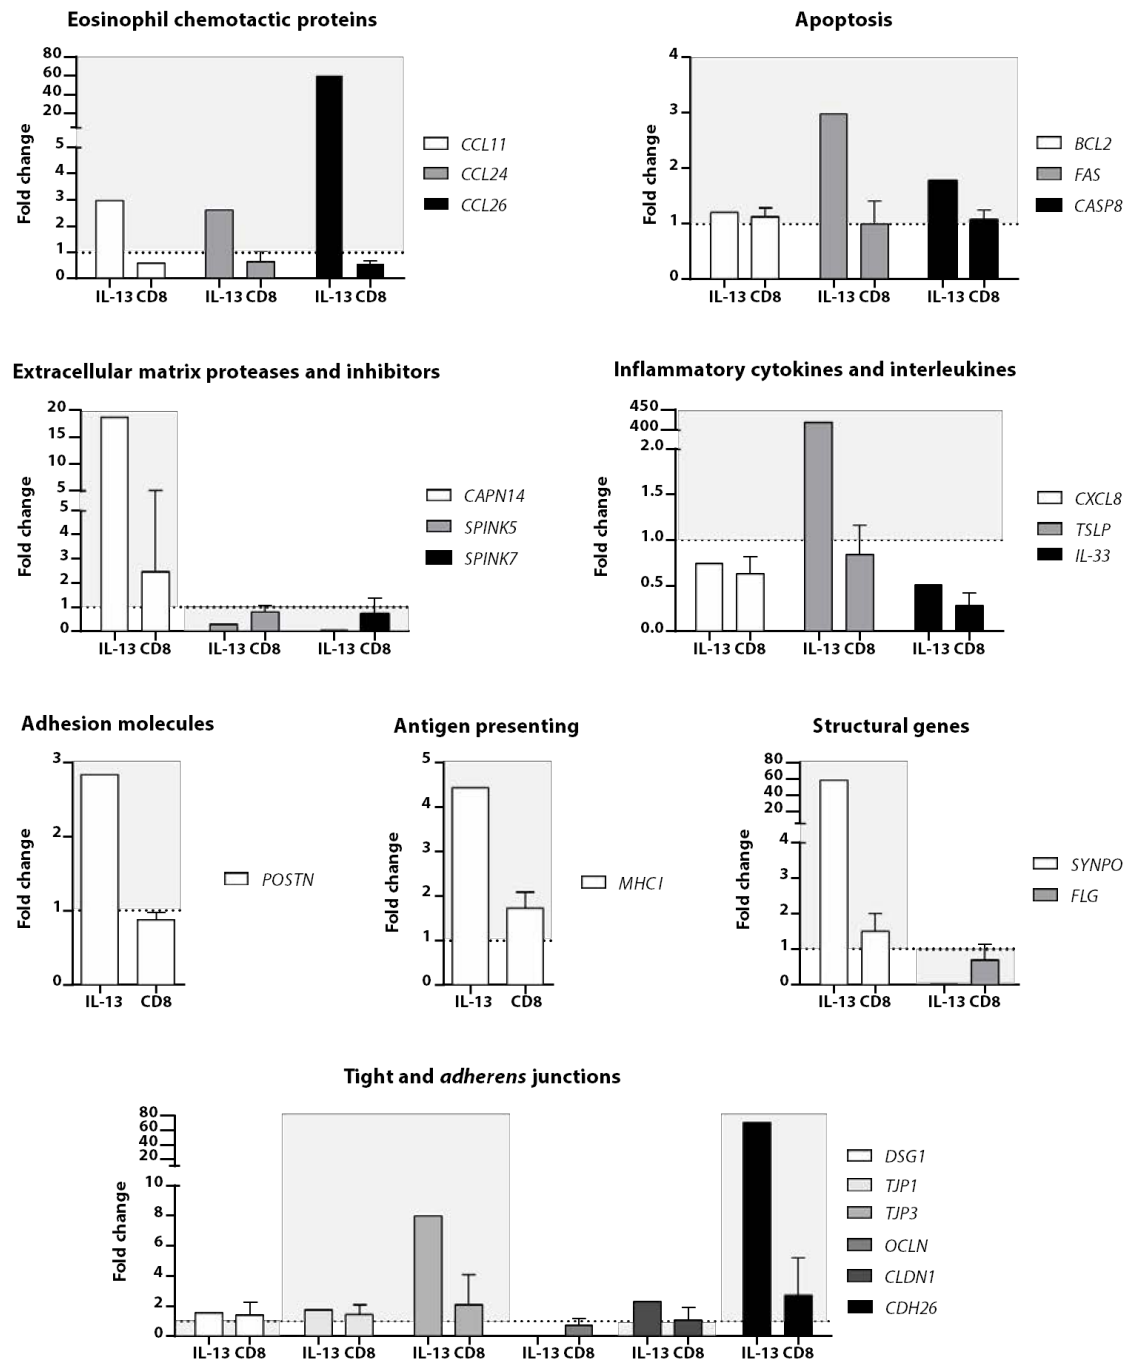 Eosinophil chemotactic proteins
Fold change
80
60
40
20
5
4
3
2
1
0
IL-13 CD8
IL-13 CD8
IL-13 CD8
CCL11
CCL24
CCL26
Apoptosis
Fold change
4
3
2
1
0
IL-13 CD8
IL-13 CD8
IL-13 CD8
BCL2
FAS
CASP8
Extracellular matrix proteases and inhibitors
Fold change
20
15
10
5
5
4
3
2
1
0
IL-13 CD8
IL-13 CD8
IL-13 CD8
CAPN14
SPINK5
SPINK7
Inflammatory cytokines and interleukines
Fold change
450
400
2.0
1.5
1.0
0.5
0.0
IL-13 CD8
IL-13 CD8
IL-13 CD8
CXCL8
TSLP
IL-33
Adhesion molecules
Fold change
3
2
1
0
IL-13 CD8
POSTN
Antigen presenting
Fold change
5
4
3
2
1
0
IL-13 CD8
MHC1
Structural genes
Fold change
80
60
40
20
4
3
2
1
0
IL-13 CD8
IL-13 CD8
SYNPO
FLG
Tight and adherens junctions
Fold change
80
60
40
20
10
8
6
4
2
0
IL-13 CD8
IL-13 CD8
IL-13 CD8
IL-13 CD8
IL-13 CD8
IL-13 CD8
DSG1
TJP1
TJP3
OCLN
CLDN1
CDH26